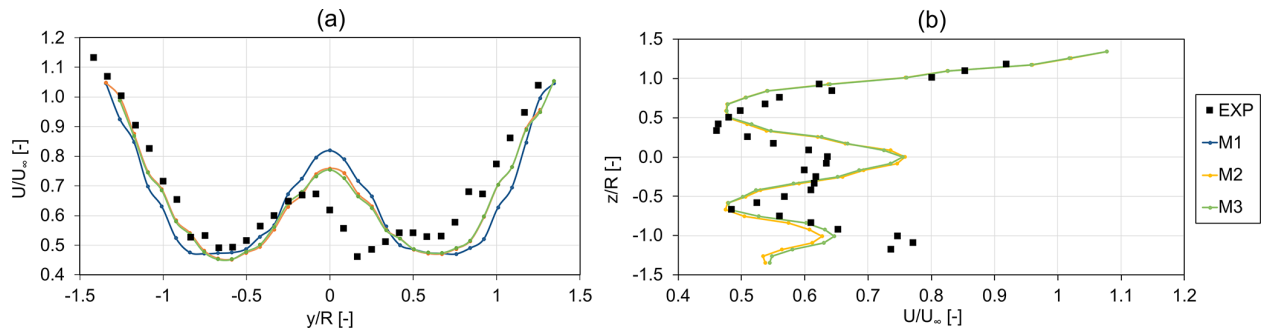 (a)
1.2
1.1
1.0
0.9
0.8
0.7
0.6
0.5
0.4
U/U∞ [-]
-1.5 -1 -0.5 0 0.5 1 1.5
y/R [-]
(b)
1.5
1.0
0.5
0.0
-0.5
-1.0
-1.5
z/R [-]
0.4 0.5 0.6 0.7 0.8 0.9 1 1.1 1.2
U/U∞ [-]
EXP
M1
M2
M3